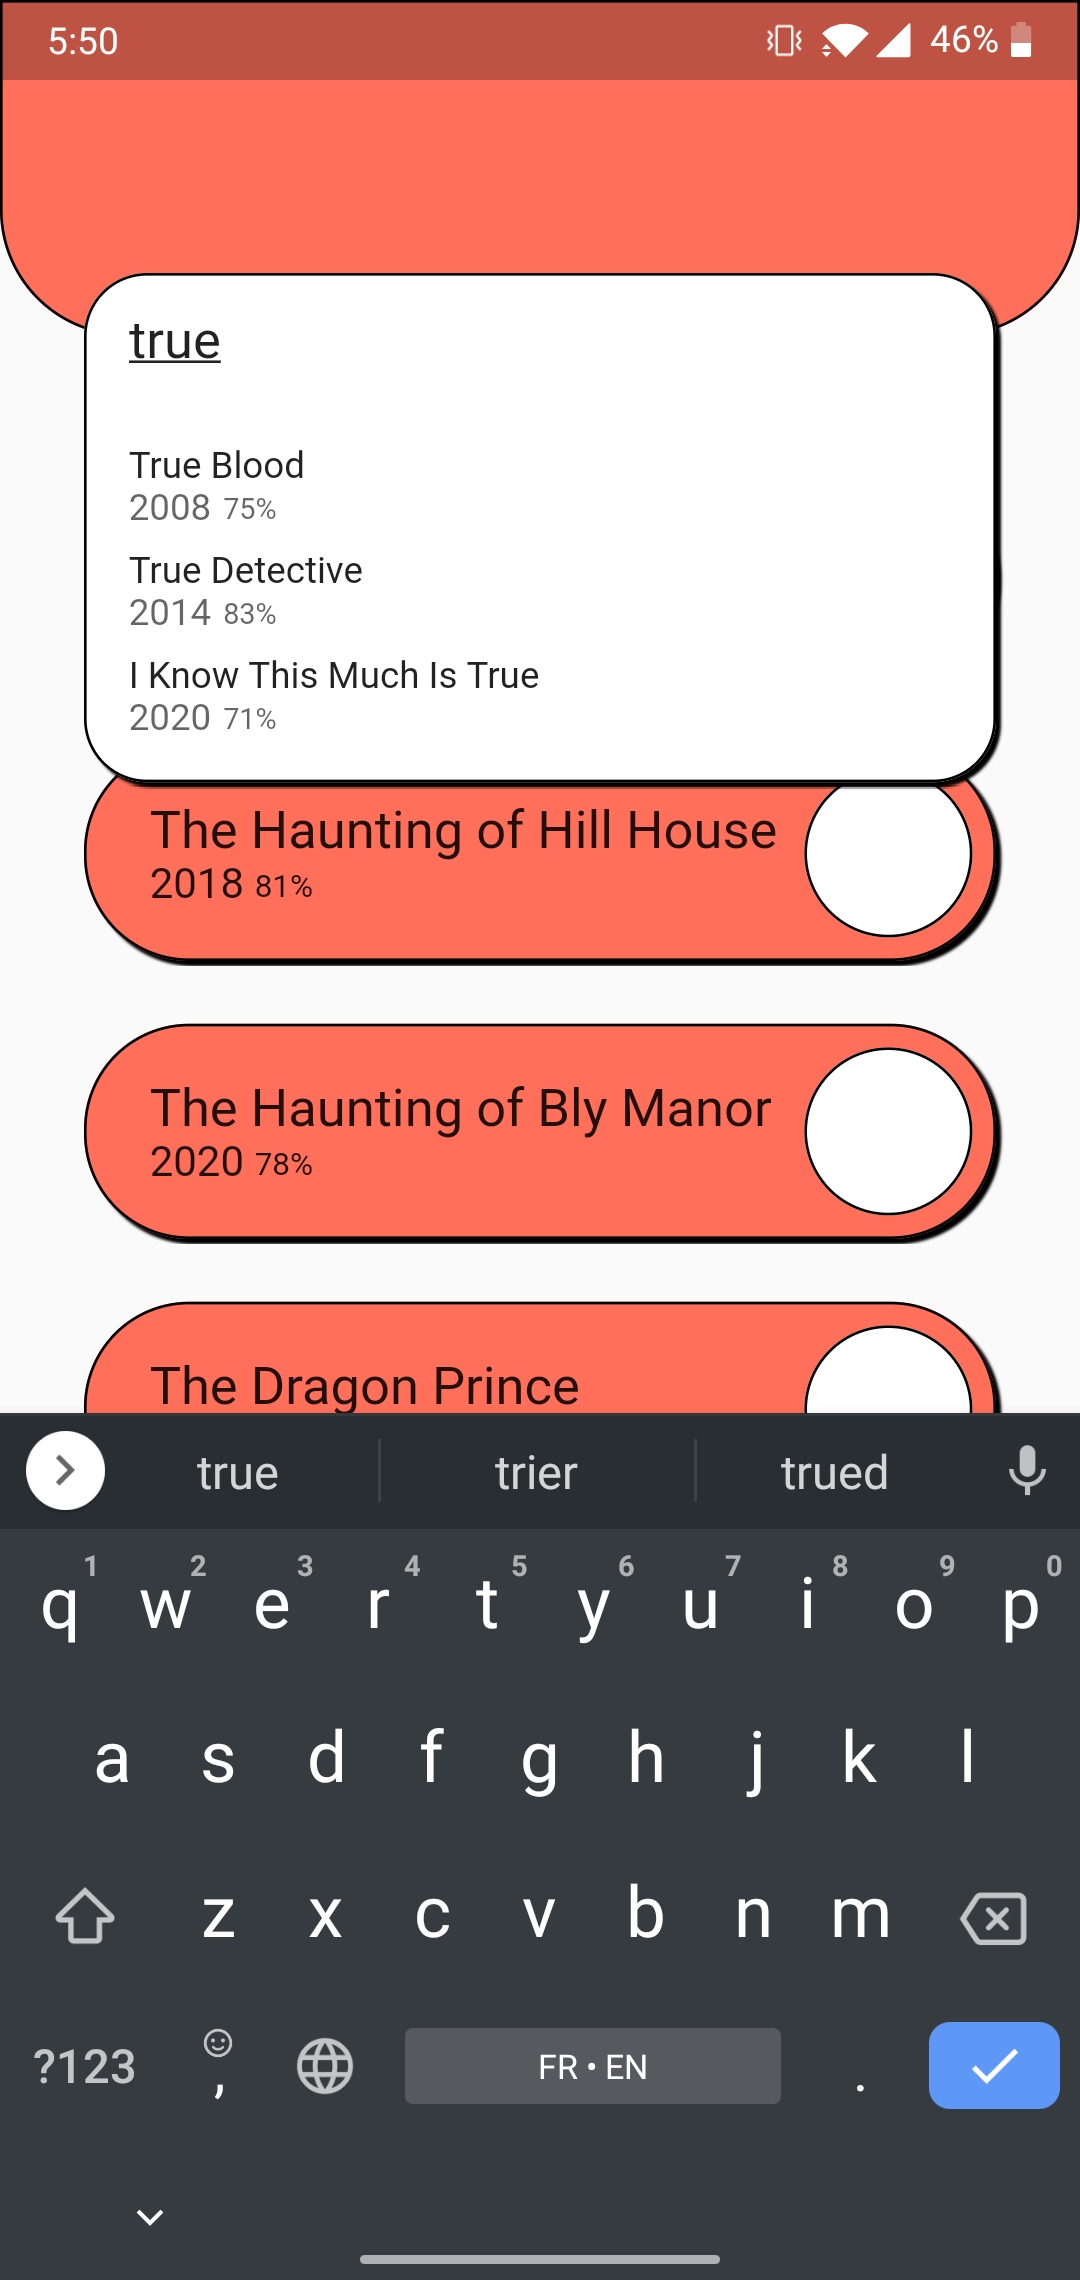 5:50 46%
true
True Blood
2008 75%
True Detective
2014 83%
I Know This Much Is True
2020 71%
The Haunting of Hill House
2018 81%
The Haunting of Bly Manor
2020 78%
The Dragon Prince
true trier trued
1 2 3 4 5 6 7 8 9 0
q w e r t y u i o p
a s d f g h j k l
z x c v b n m
?123 , FR • EN .